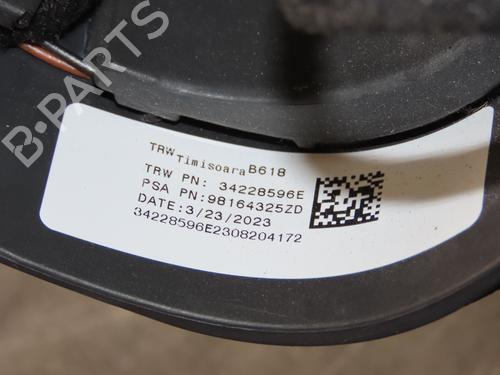 B-PARTS
TRW Timisoara B618
TRW PN: 34228596E
PSA PN:98164325ZD
DATE:3/23/2023
34228596E2308204172